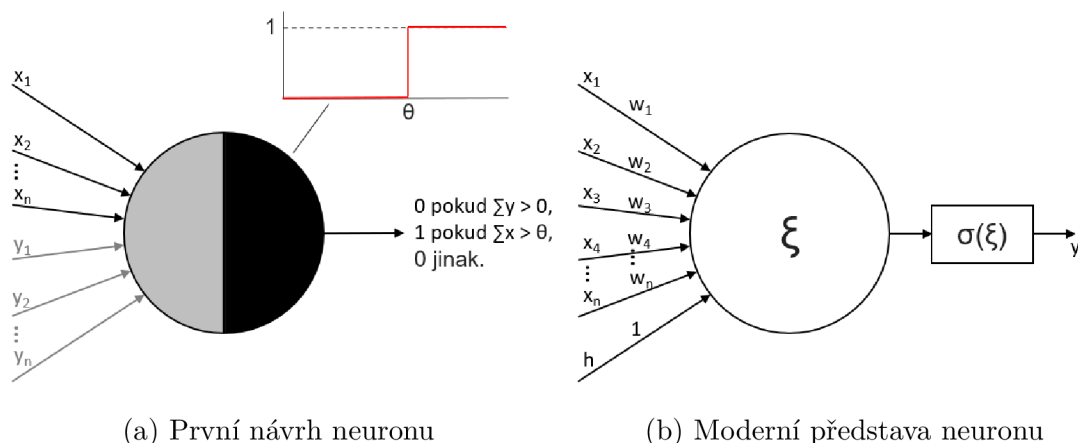 1
θ
x₁
x₂
⋮
xₙ
y₁
y₂
⋮
yₙ
0 pokud ∑y > 0,
1 pokud ∑x > θ,
0 jinak.
(a) První návrh neuronu
x₁
w₁
x₂
w₂
x₃
w₃
x₄
w₄
⋮ ⋮
xₙ
wₙ
h
1
ξ
σ(ξ)
y
(b) Moderní představa neuronu